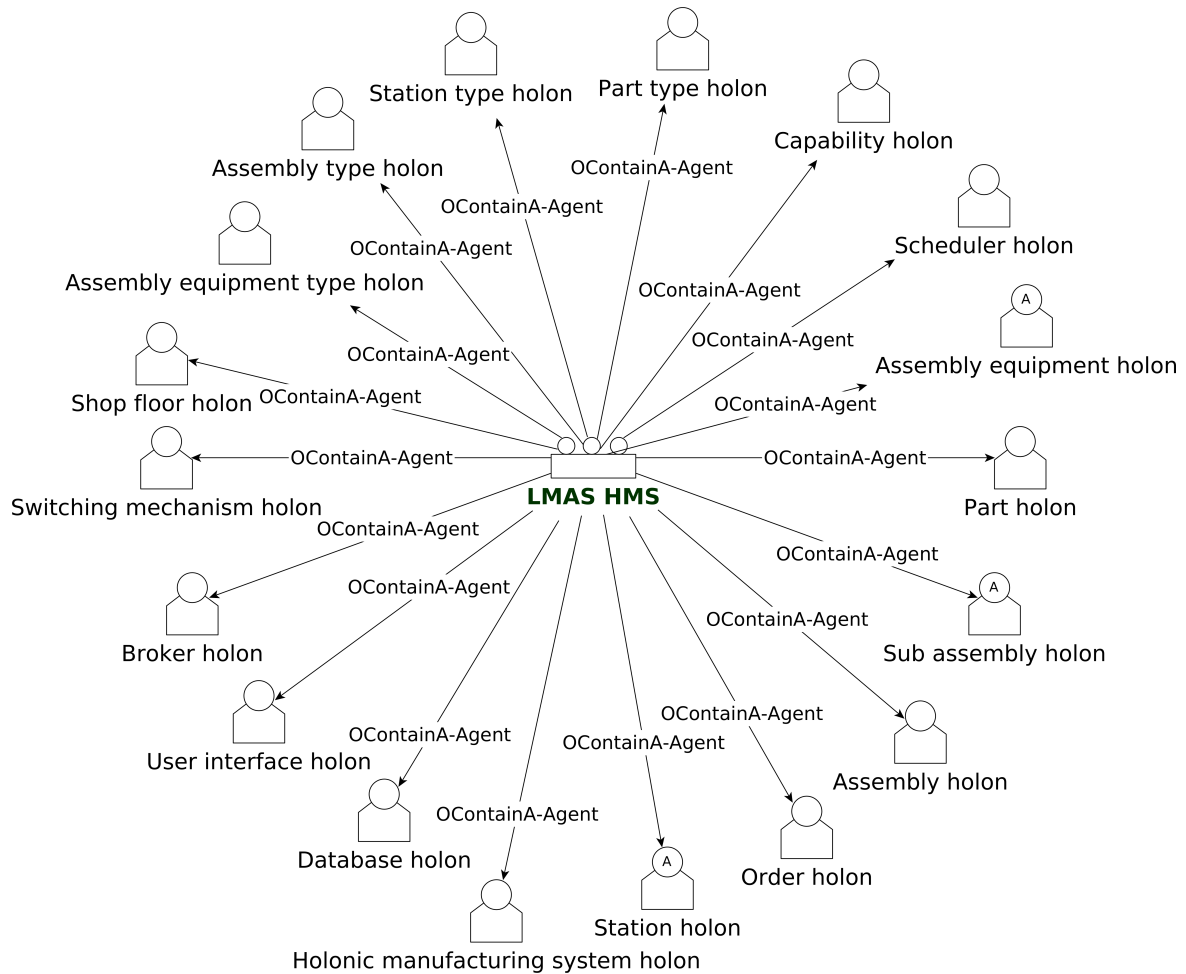 Station type holon
Part type holon
Capability holon
Assembly type holon
OContainA-Agent
OContainA-Agent
OContainA-Agent
Scheduler holon
OContainA-Agent
Assembly equipment type holon
OContainA-Agent
A
OContainA-Agent
OContainA-Agent
Assembly equipment holon
Shop floor holon
OContainA-Agent
OContainA-Agent
OContainA-Agent
OContainA-Agent
LMAS HMS
Switching mechanism holon
Part holon
OContainA-Agent
OContainA-Agent
OContainA-Agent
A
OContainA-Agent
Broker holon
Sub assembly holon
OContainA-Agent
OContainA-Agent
OContainA-Agent
User interface holon
Assembly holon
OContainA-Agent
Database holon
A
Order holon
Station holon
Holonic manufacturing system holon